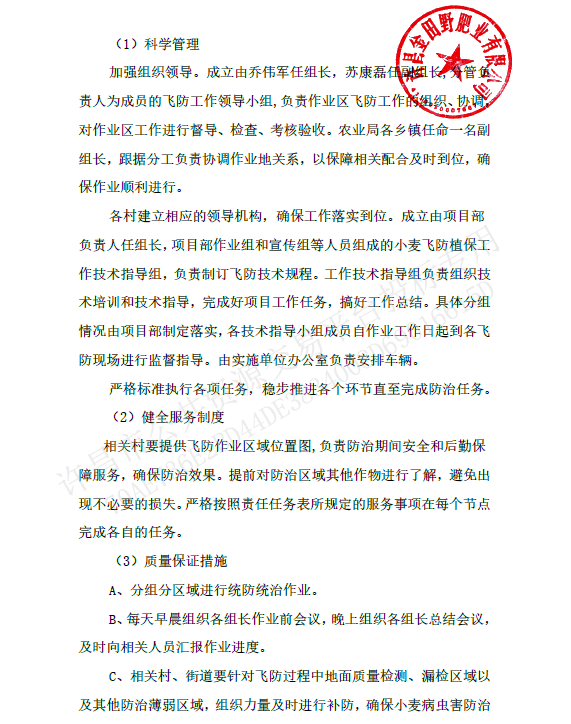 （1）科学管理
加强组织领导。成立由乔伟军任组长，苏康磊任副组长，分管负
责人为成员的飞防工作领导小组,负责作业区飞防工作的组织、协调,
对作业区工作进行督导、检查、考核验收。农业局各乡镇任命一名副
组长，跟据分工负责协调作业地关系，以保障相关配合及时到位，确
保作业顺利进行。
各村建立相应的领导机构，确保工作落实到位。成立由项目部
负责人任组长，项目部作业组和宣传组等人员组成的小麦飞防植保工
作技术指导组，负责制订飞防技术规程。工作技术指导组负责组织技
术培训和技术指导，完成好项目工作任务，搞好工作总结。具体分组
情况由项目部制定落实，各技术指导小组成员自作业工作日起到各飞
防现场进行监督指导。由实施单位办公室负责安排车辆。
严格标准执行各项任务，稳步推进各个环节直至完成防治任务。
（2）健全服务制度
相关村要提供飞防作业区域位置图,负责防治期间安全和后勤保
障服务，确保防治效果。提前对防治区域其他作物进行了解，避免出
现不必要的损失。严格按照责任任务表所规定的服务事项在每个节点
完成各自的任务。
（3）质量保证措施
A、分组分区域进行统防统治作业。
B、每天早晨组织各组长作业前会议，晚上组织各组长总结会议，
及时向相关人员汇报作业进度。
C、相关村、街道要针对飞防过程中地面质量检测、漏检区域以
及其他防治薄弱区域，组织力量及时进行补防，确保小麦病虫害防治